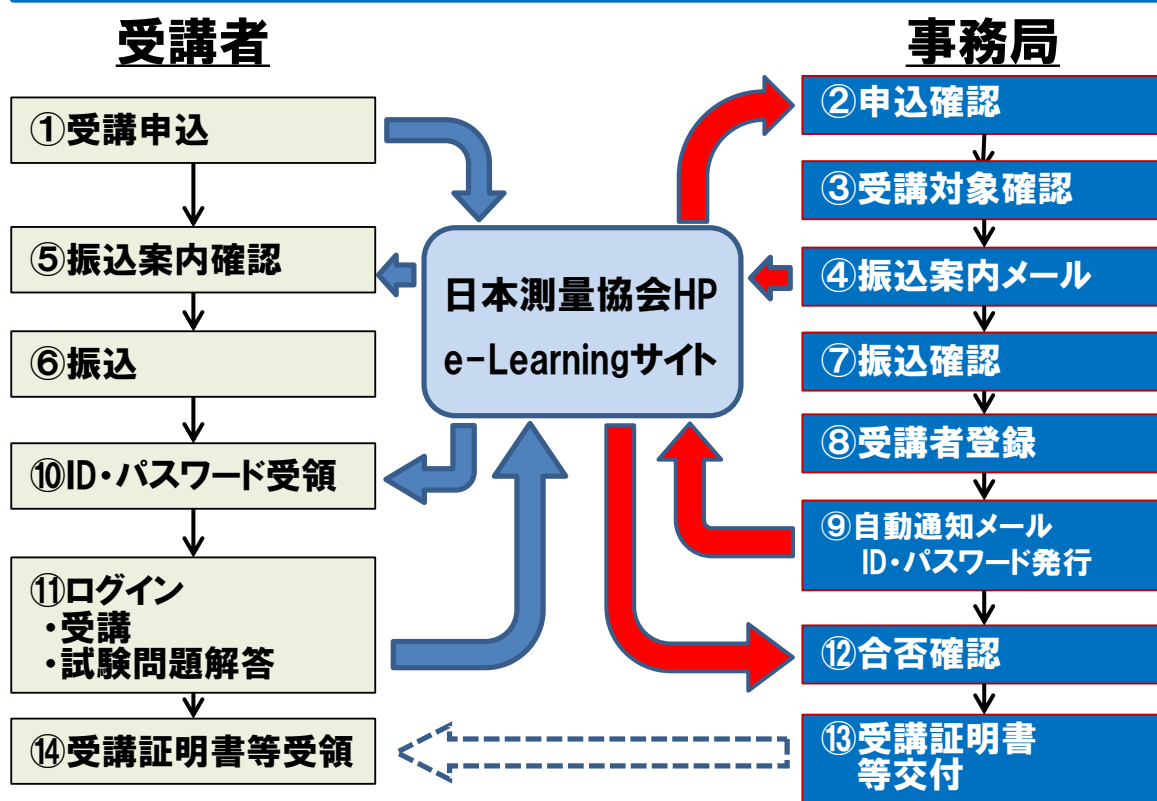 受講者
事務局
①受講申込
②申込確認
③受講対象確認
⑤振込案内確認
④振込案内メール
日本測量協会HP
e-Learningサイト
⑥振込
⑦振込確認
⑧受講者登録
⑩ID・パスワード受領
⑨自動通知メール
ID・パスワード発行
⑪ログイン
・受講
・試験問題解答
⑫合否確認
⑭受講証明書等受領
⑬受講証明書
等交付